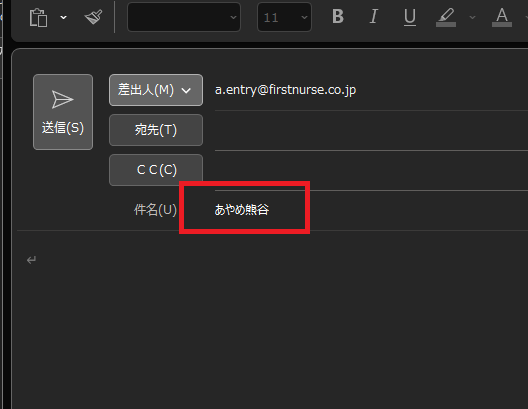 11
B I U A
差出人(M) a.entry@firstnurse.co.jp
送信(S)
宛先(T)
ＣＣ(C)
件名(U) あやめ熊谷